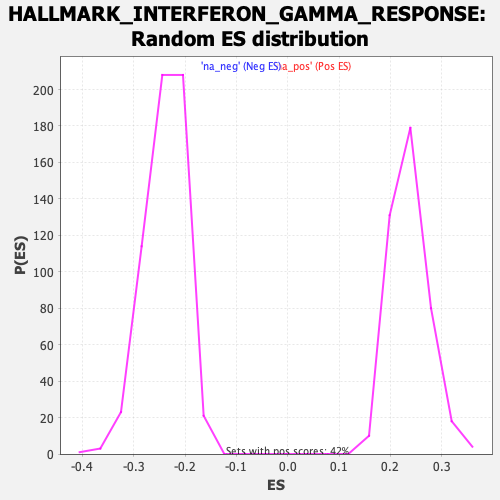 HALLMARK_INTERFERON_GAMMA_RESPONSE:
Random ES distribution
'na_neg' (Neg ES) a_pos' (Pos ES)
200
180
160
140
120
100
80
60
40
20
0
P(ES)
Sets with pos scores: 42%
-0.4 -0.3 -0.2 -0.1 0.0 0.1 0.2 0.3
ES